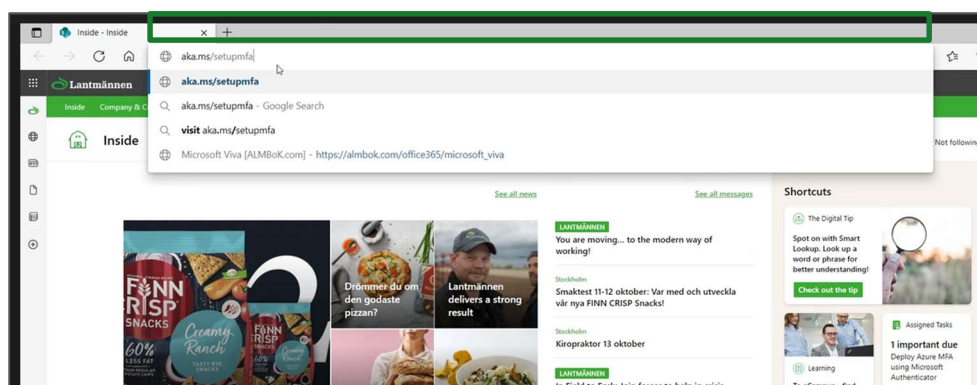 Inside - Inside
aka.ms/setupmfa
aka.ms/setupmfa
aka.ms/setupmfa - Google Search
visit aka.ms/setupmfa
Microsoft Viva [ALMBoK.com] - https://almbok.com/office365/microsoft_viva
Lantmännen
Inside Company & C
Inside
Not following
See all news
See all messages
FINN
CRISP
SNACKS
Creamy
Ranch
60%
LESS FAT
FINN
CRISP
SNACKS
Drömmer du om
den godaste
pizzan?
Lantmännen
delivers a strong
result
LANTMÄNNEN
You are moving... to the modern way of
working!
Stockholm
Smaktest 11-12 oktober: Var med och utveckla
vår nya FINN CRISP Snacks!
Stockholm
Kiropraktor 13 oktober
LANTMÄNNEN
Shortcuts
The Digital Tip
Spot on with Smart
Lookup. Look up a
word or phrase for
better understanding!
Check out the tip
Learning
Assigned Tasks
1 important due
Deploy Azure MFA
using Microsoft
Authenticator